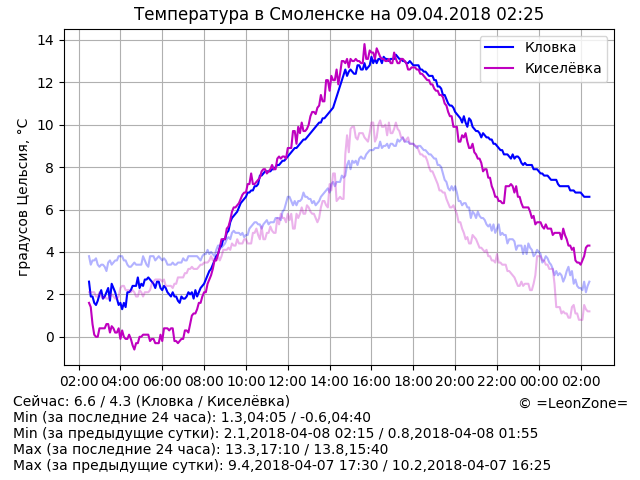 Температура в Смоленске на 09.04.2018 02:25
Кловка
Киселёвка
градусов Цельсия, °C
14
12
10
8
6
4
2
0
02:00 04:00 06:00 08:00 10:00 12:00 14:00 16:00 18:00 20:00 22:00 00:00 02:00
Сейчас: 6.6 / 4.3 (Кловка / Киселёвка)
© =LeonZone=
Min (за последние 24 часа): 1.3,04:05 / -0.6,04:40
Min (за предыдущие сутки): 2.1,2018-04-08 02:15 / 0.8,2018-04-08 01:55
Max (за последние 24 часа): 13.3,17:10 / 13.8,15:40
Max (за предыдущие сутки): 9.4,2018-04-07 17:30 / 10.2,2018-04-07 16:25